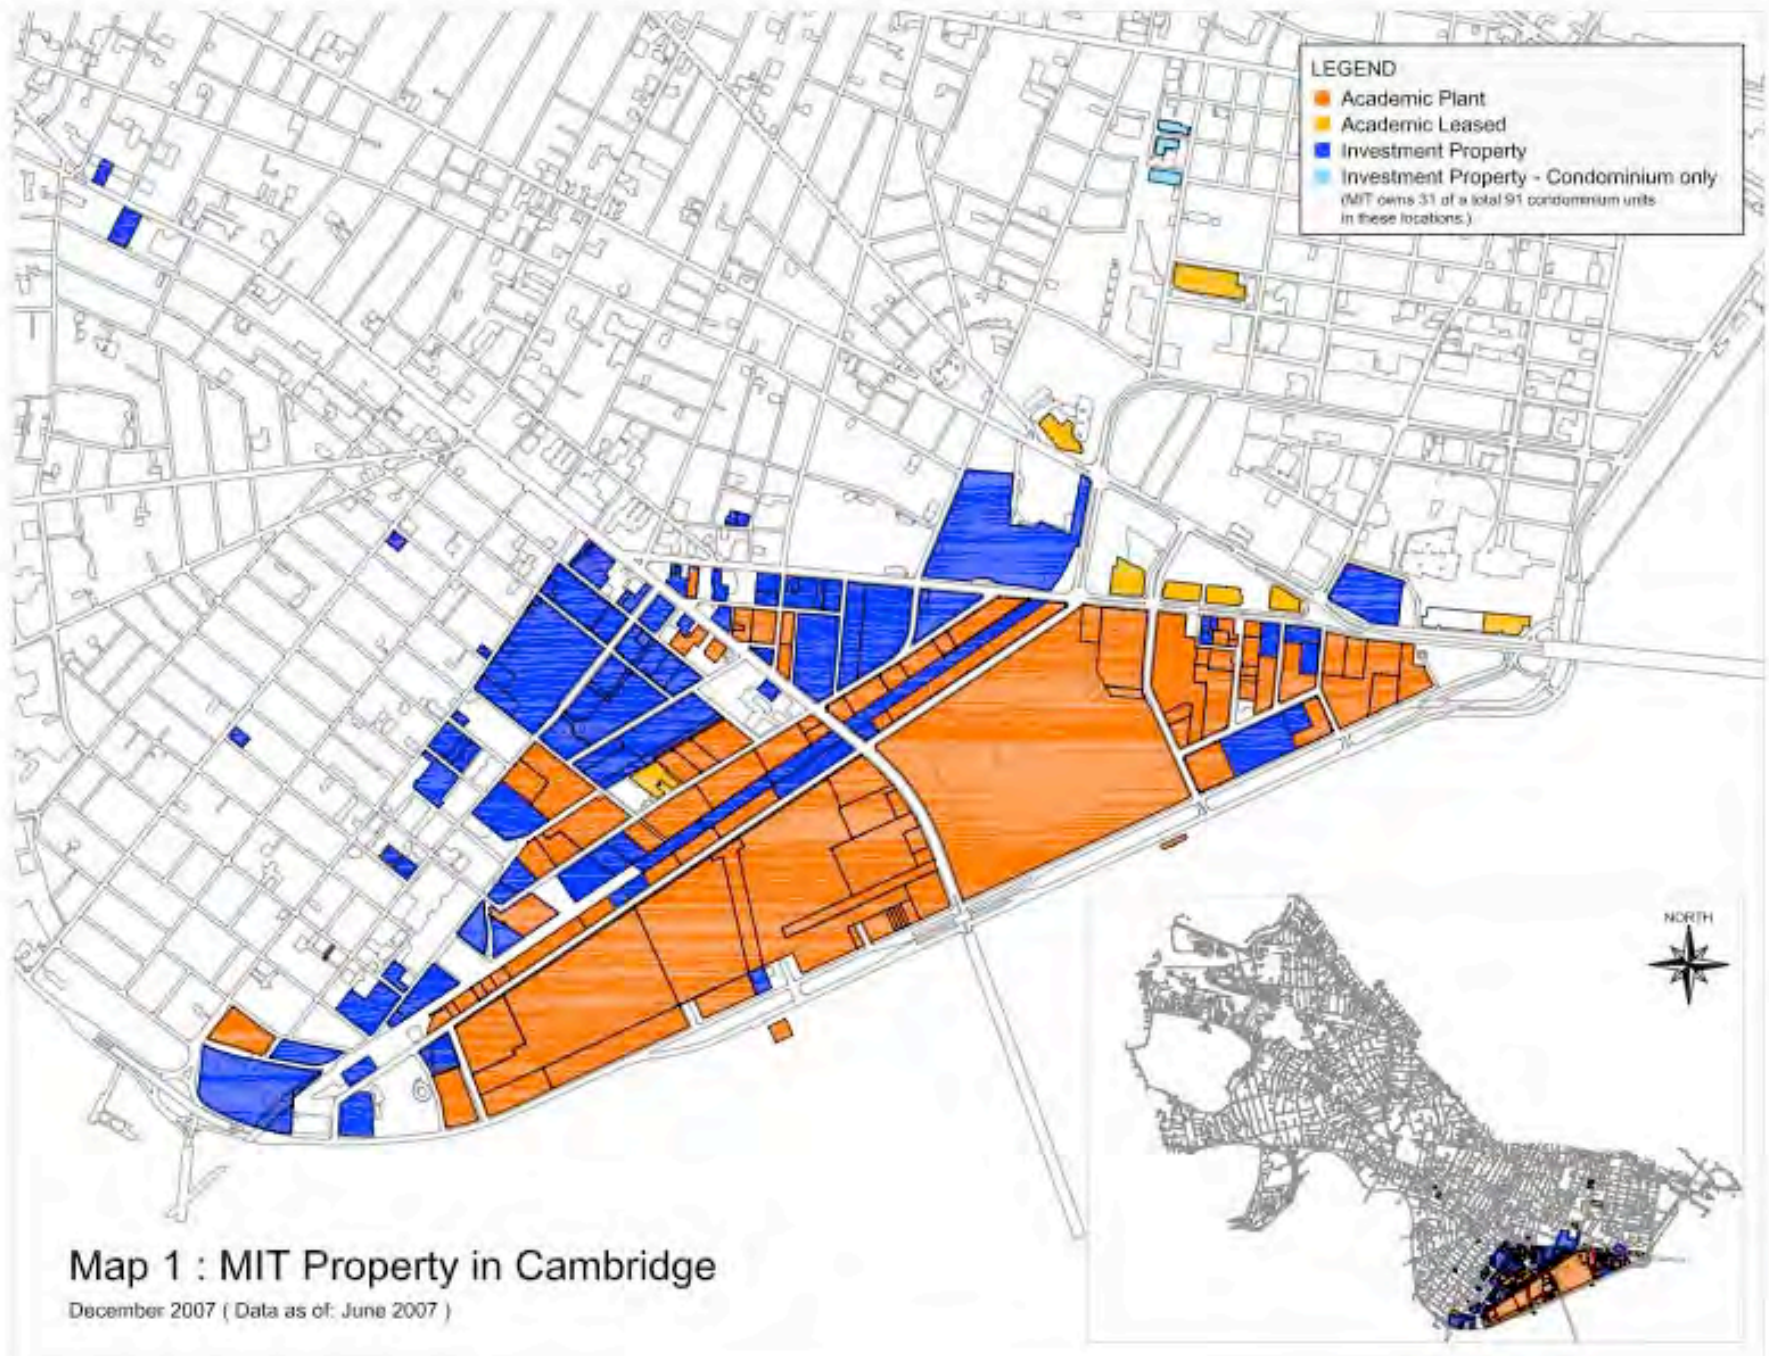 LEGEND
Academic Plant
Academic Leased
Investment Property
Investment Property - Condominium only
(MIT owns 31 of a total 91 condominium units
in these locations.)
NORTH
Map 1 : MIT Property in Cambridge
December 2007 ( Data as of: June 2007 )